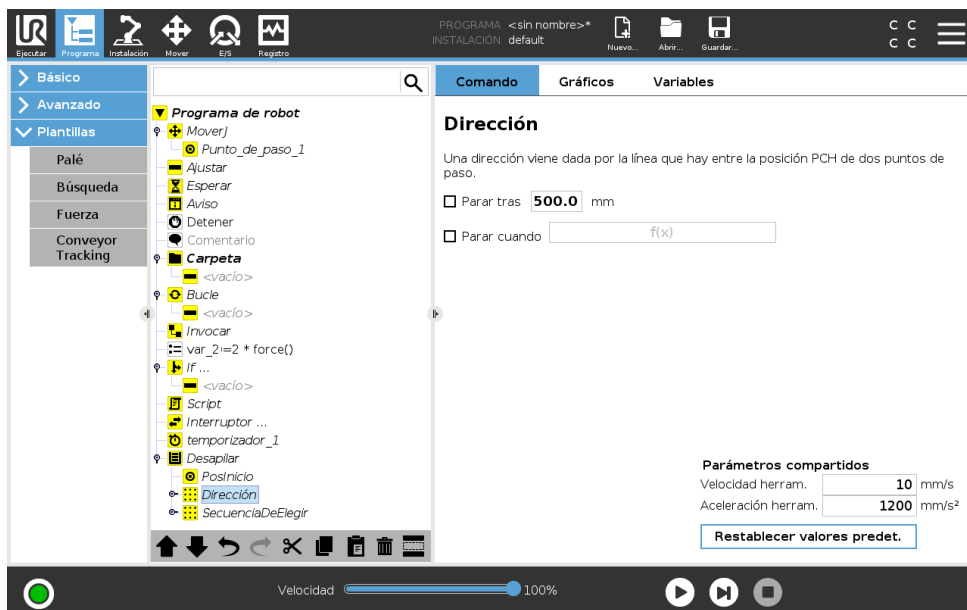 UR
Ejecutar
Programa
Instalación
Mover
E/S
Registro
PROGRAMA <sin nombre>*
INSTALACIÓN default
Nuevo...
Abrir...
Guardar...
C C
C C
Básico
Avanzado
Plantillas
Palé
Búsqueda
Fuerza
Conveyor
Tracking
Programa de robot
MoverJ
Punto_de_paso_1
Ajustar
Esperar
Aviso
Detener
Comentario
Carpeta
<vacío>
Bucle
<vacío>
Invocar
var_2:=2 * force()
If ...
<vacío>
Script
Interruptor ...
temporizador_1
Desapilar
PosInicio
Dirección
SecuenciaDeElegir
Comando Gráficos Variables
Dirección
Una dirección viene dada por la línea que hay entre la posición PCH de dos puntos de
paso.
Parar tras 500.0 mm
Parar cuando f(x)
Parámetros compartidos
Velocidad herram. 10 mm/s
Aceleración herram. 1200 mm/s²
Restablecer valores predet.
Velocidad 100%